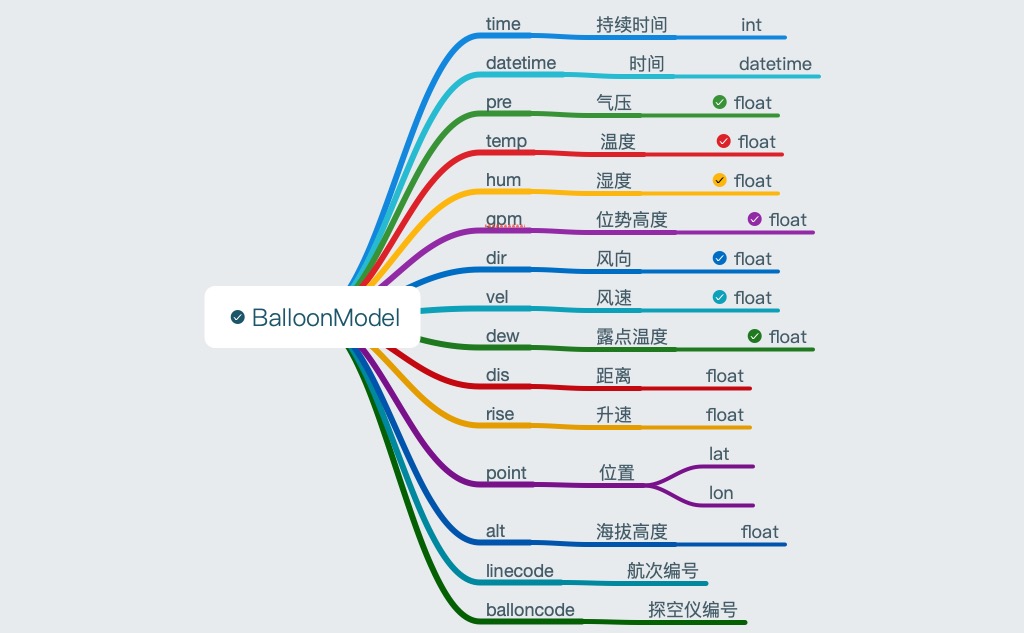 time 持续时间 int
datetime 时间 datetime
pre 气压 float
temp 温度 float
hum 湿度 float
gpm 位势高度 float
dir 风向 float
vel 风速 float
BalloonModel
dew 露点温度 float
dis 距离 float
rise 升速 float
lat
point 位置
lon
alt 海拔高度 float
linecode 航次编号
balloncode 探空仪编号